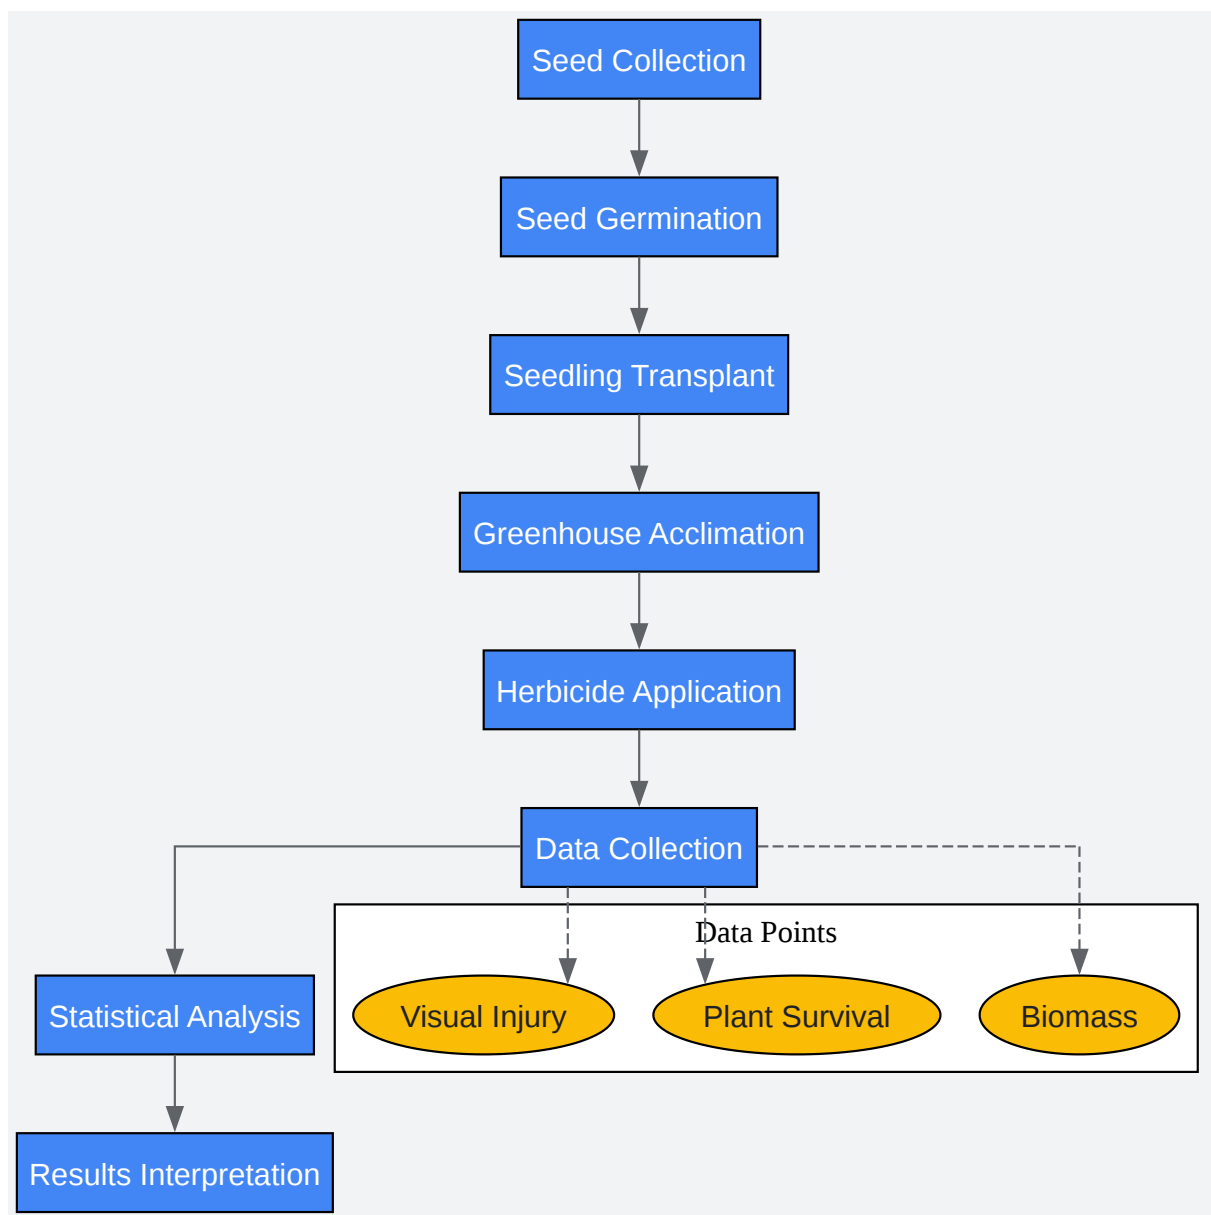 Seed Collection
Seed Germination
Seedling Transplant
Greenhouse Acclimation
Herbicide Application
Data Collection
Data Points
Statistical Analysis
Visual Injury
Plant Survival
Biomass
Results Interpretation